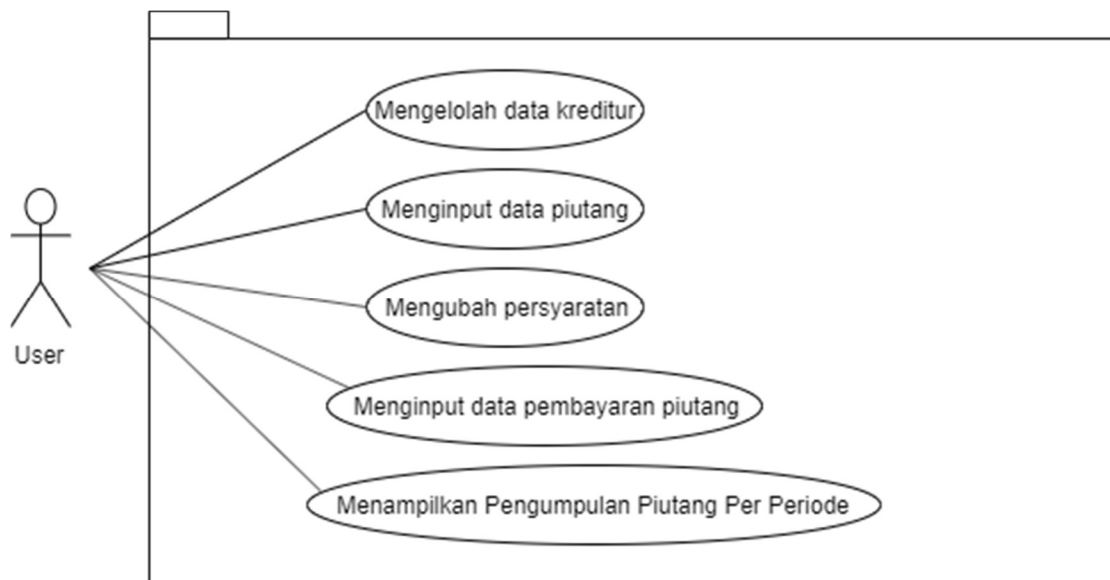 Mengelolah data kreditur
Menginput data piutang
Mengubah persyaratan
User
Menginput data pembayaran piutang
Menampilkan Pengumpulan Piutang Per Periode